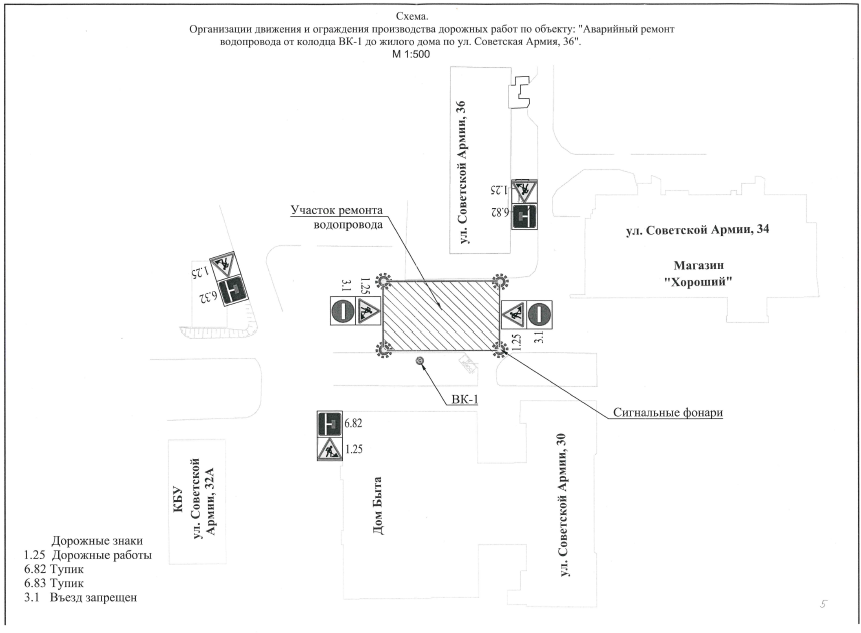 Схема.
Организации движения и ограждения производства дорожных работ по объекту: "Аварийный ремонт
водопровода от колодца ВК-1 до жилого дома по ул. Советская Армия, 36".
М 1:500
ул. Советской Армии, 36
1.25
6.82
Участок ремонта
водопровода
ул. Советской Армии, 34
Магазин
"Хороший"
1.25
6.32
3.1
1.25
1.25
3.1
ВК-1
Сигнальные фонари
6.82
1.25
КБУ
ул. Советской
Армии, 32А
Дом Быта
ул. Советской Армии, 30
Дорожные знаки
1.25 Дорожные работы
6.82 Тупик
6.83 Тупик
3.1 Въезд запрещен
5